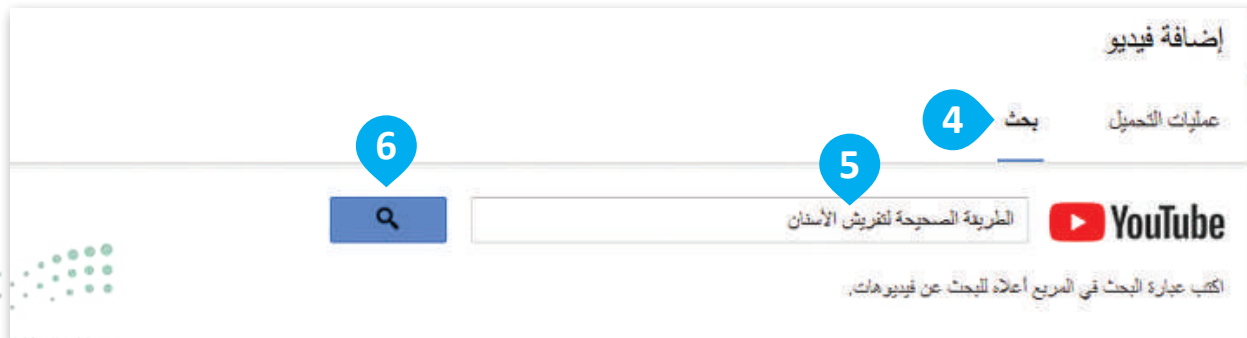 إضافة فيديو
عمليات التحميل بحث 4
6 5
YouTube الطريقة الصحيحة لتفريش الأسنان
اكتب عبارة البحث في المربع أعلاه للبحث عن فيديوهات.